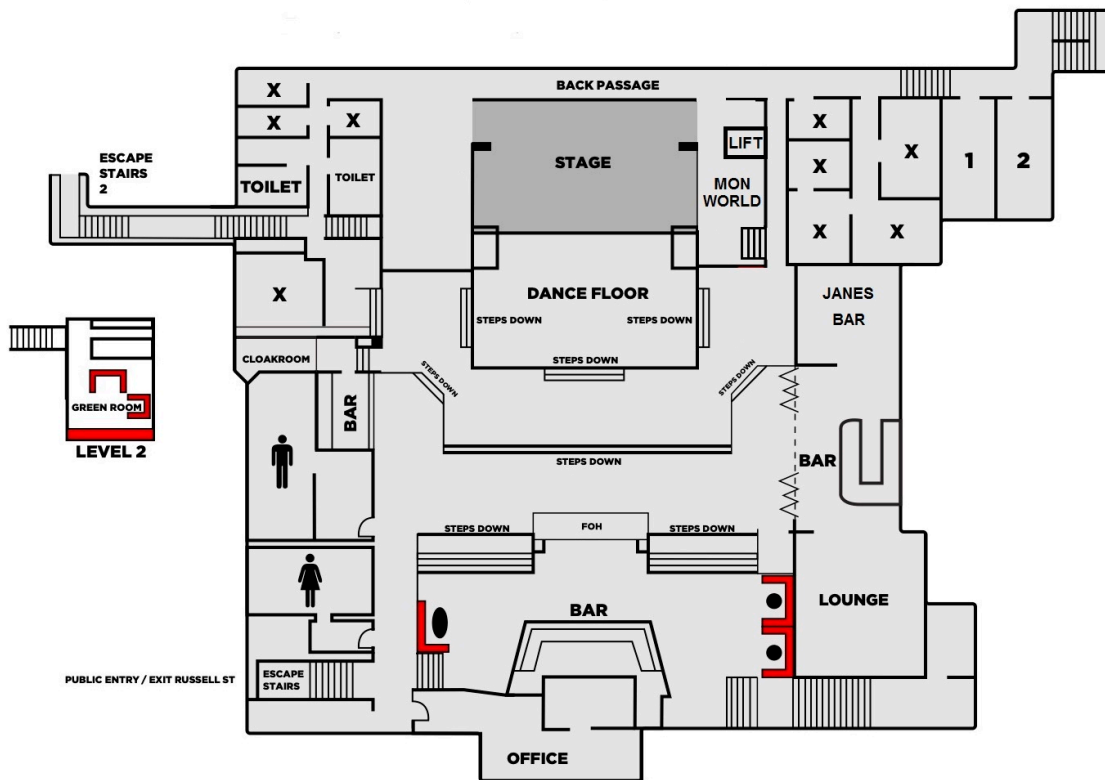 BACK PASSAGE
X
X
X
X
X
X
LIFT
1
2
STAGE
ESCAPE
STAIRS
2
TOILET
TOILET
MON
WORLD
X
X
X
DANCE FLOOR
JANES
BAR
STEPS DOWN
STEPS DOWN
STEPS DOWN
CLOAKROOM
STEPS DOWN
STEPS DOWN
GREEN ROOM
LEVEL 2
BAR
STEPS DOWN
BAR
STEPS DOWN
FOH
STEPS DOWN
BAR
LOUNGE
PUBLIC ENTRY / EXIT RUSSELL ST
ESCAPE
STAIRS
OFFICE